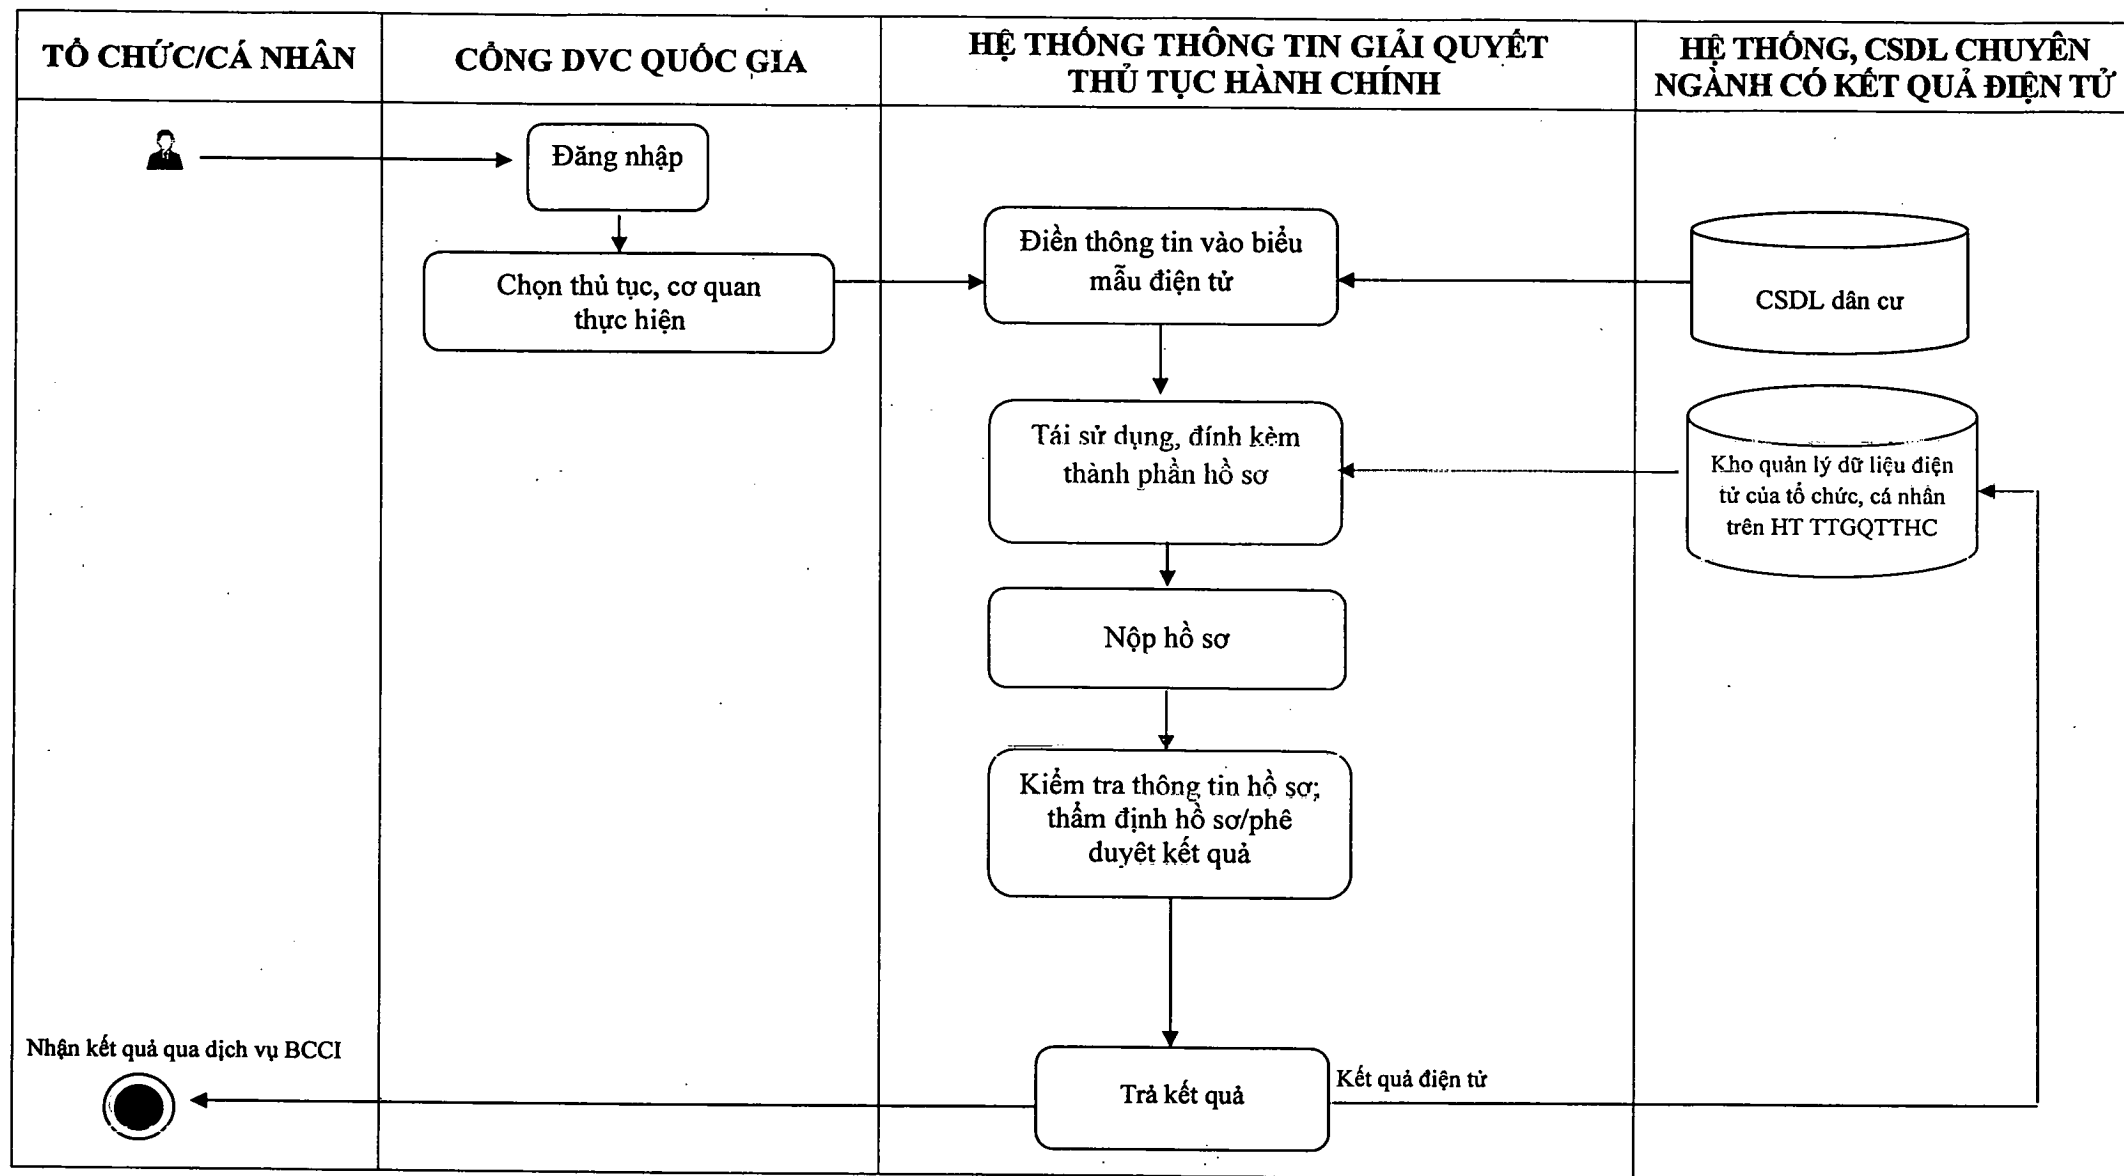 TỔ CHỨC/CÁ NHÂN
CỔNG DVC QUỐC GIA
HỆ THỐNG THÔNG TIN GIẢI QUYẾT
THỦ TỤC HÀNH CHÍNH
HỆ THỐNG, CSDL CHUYÊN
NGÀNH CÓ KẾT QUẢ ĐIỆN TỬ
Đăng nhập
Chọn thủ tục, cơ quan
thực hiện
Điền thông tin vào biểu
mẫu điện tử
CSDL dân cư
Tái sử dụng, đính kèm
thành phần hồ sơ
Kho quản lý dữ liệu điện
tử của tổ chức, cá nhân
trên HT TTGQTTHC
Nộp hồ sơ
Kiểm tra thông tin hồ sơ;
thẩm định hồ sơ/phê
duyệt kết quả
Nhận kết quả qua dịch vụ BCCI
Trả kết quả
Kết quả điện tử